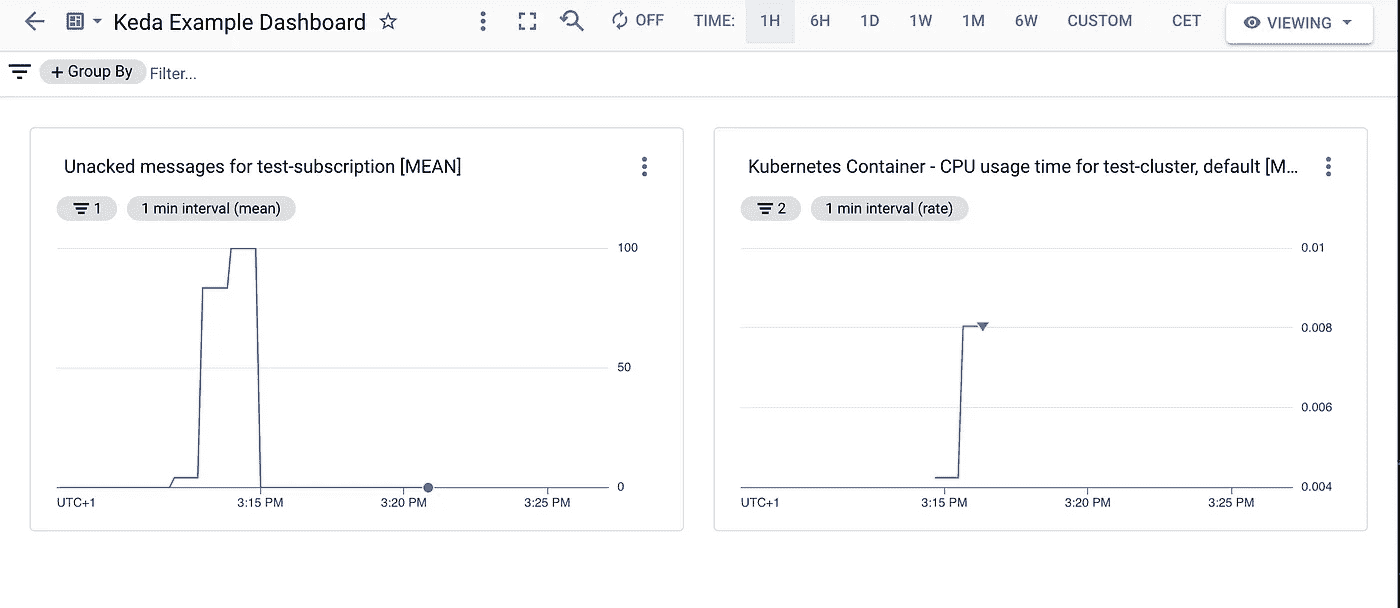 Keda Example Dashboard
OFF TIME: 1H 6H 1D 1W 1M 6W CUSTOM CET VIEWING
+ Group By Filter...
Unacked messages for test-subscription [MEAN]
1 1 min interval (mean)
100
50
0
UTC+1 3:15 PM 3:20 PM 3:25 PM
Kubernetes Container - CPU usage time for test-cluster, default [M...
2 1 min interval (rate)
0.01
0.008
0.006
0.004
UTC+1 3:15 PM 3:20 PM 3:25 PM